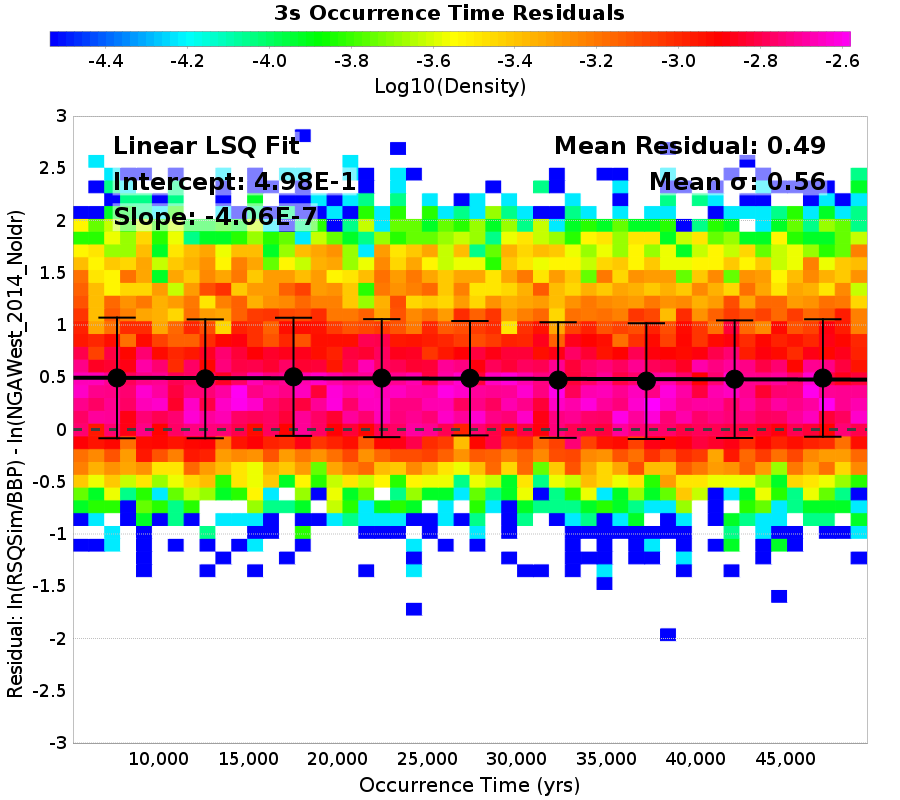 3s Occurrence Time Residuals
-4.4 -4.2 -4.0 -3.8 -3.6 -3.4 -3.2 -3.0 -2.8 -2.6
Log10(Density)
Linear LSQ Fit
Intercept: 4.98E-1
Slope: -4.06E-7
Mean Residual: 0.49
Mean σ: 0.56
Residual: ln(RSQSim/BBP) - ln(NGAWest_2014_NoIdr)
3
2.5
2
1.5
1
0.5
0
-0.5
-1
-1.5
-2
-2.5
-3
10,000 15,000 20,000 25,000 30,000 35,000 40,000 45,000
Occurrence Time (yrs)